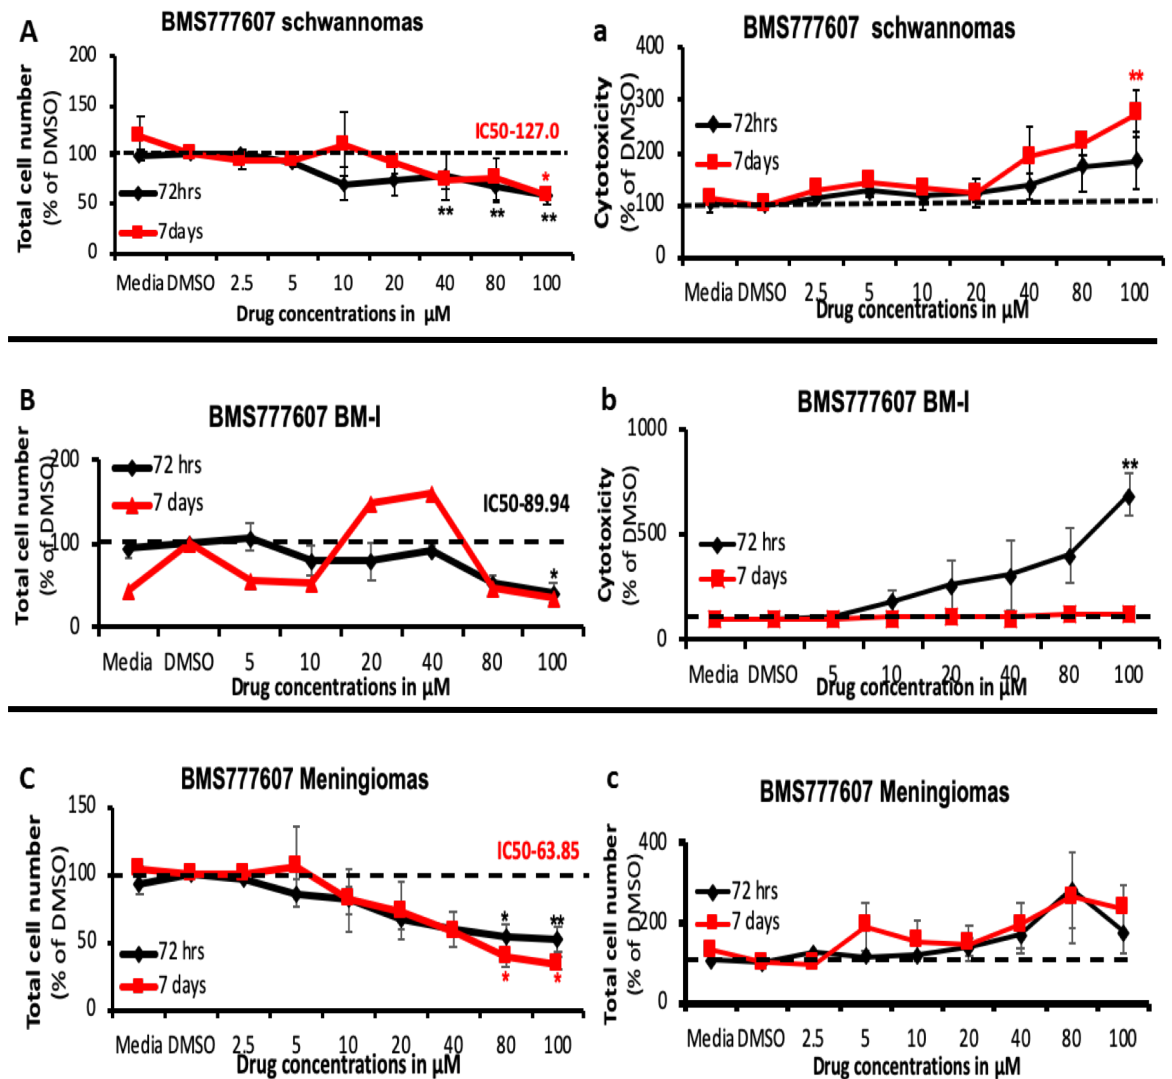 A
BMS777607 schwannomas
Total cell number
(% of DMSO)
200
150
100
50
0
IC50-127.0
72hrs
7days
*
** ** **
Media DMSO 2.5 5 10 20 40 80 100
Drug concentrations in µM
a
BMS777607 schwannomas
Cytotoxicity
(% of DMSO)
400
300
200
100
0
72hrs
7days
**
Media DMSO 2.5 5 10 20 40 80 100
Drug concentrations in µM
B
BMS777607 BM-I
Total cell number
(% of DMSO)
200
100
0
72 hrs
7 days
IC50-89.94
*
Media DMSO 5 10 20 40 80 100
Drug concentrations in µM
b
BMS777607 BM-I
Cytotoxicity
(% of DMSO)
1000
500
0
72 hrs
7 days
**
Media DMSO 5 10 20 40 80 100
Drug concentrations in µM
C
BMS777607 Meningiomas
Total cell number
(% of DMSO)
150
100
50
0
IC50-63.85
72 hrs
7 days
* **
* *
Media DMSO 2.5 5 10 20 40 80 100
Drug concentrations in µM
c
BMS777607 Meningiomas
Total cell number
(% of DMSO)
400
200
0
72 hrs
7 days
Media DMSO 2.5 5 10 20 40 80 100
Drug concentrations in µM